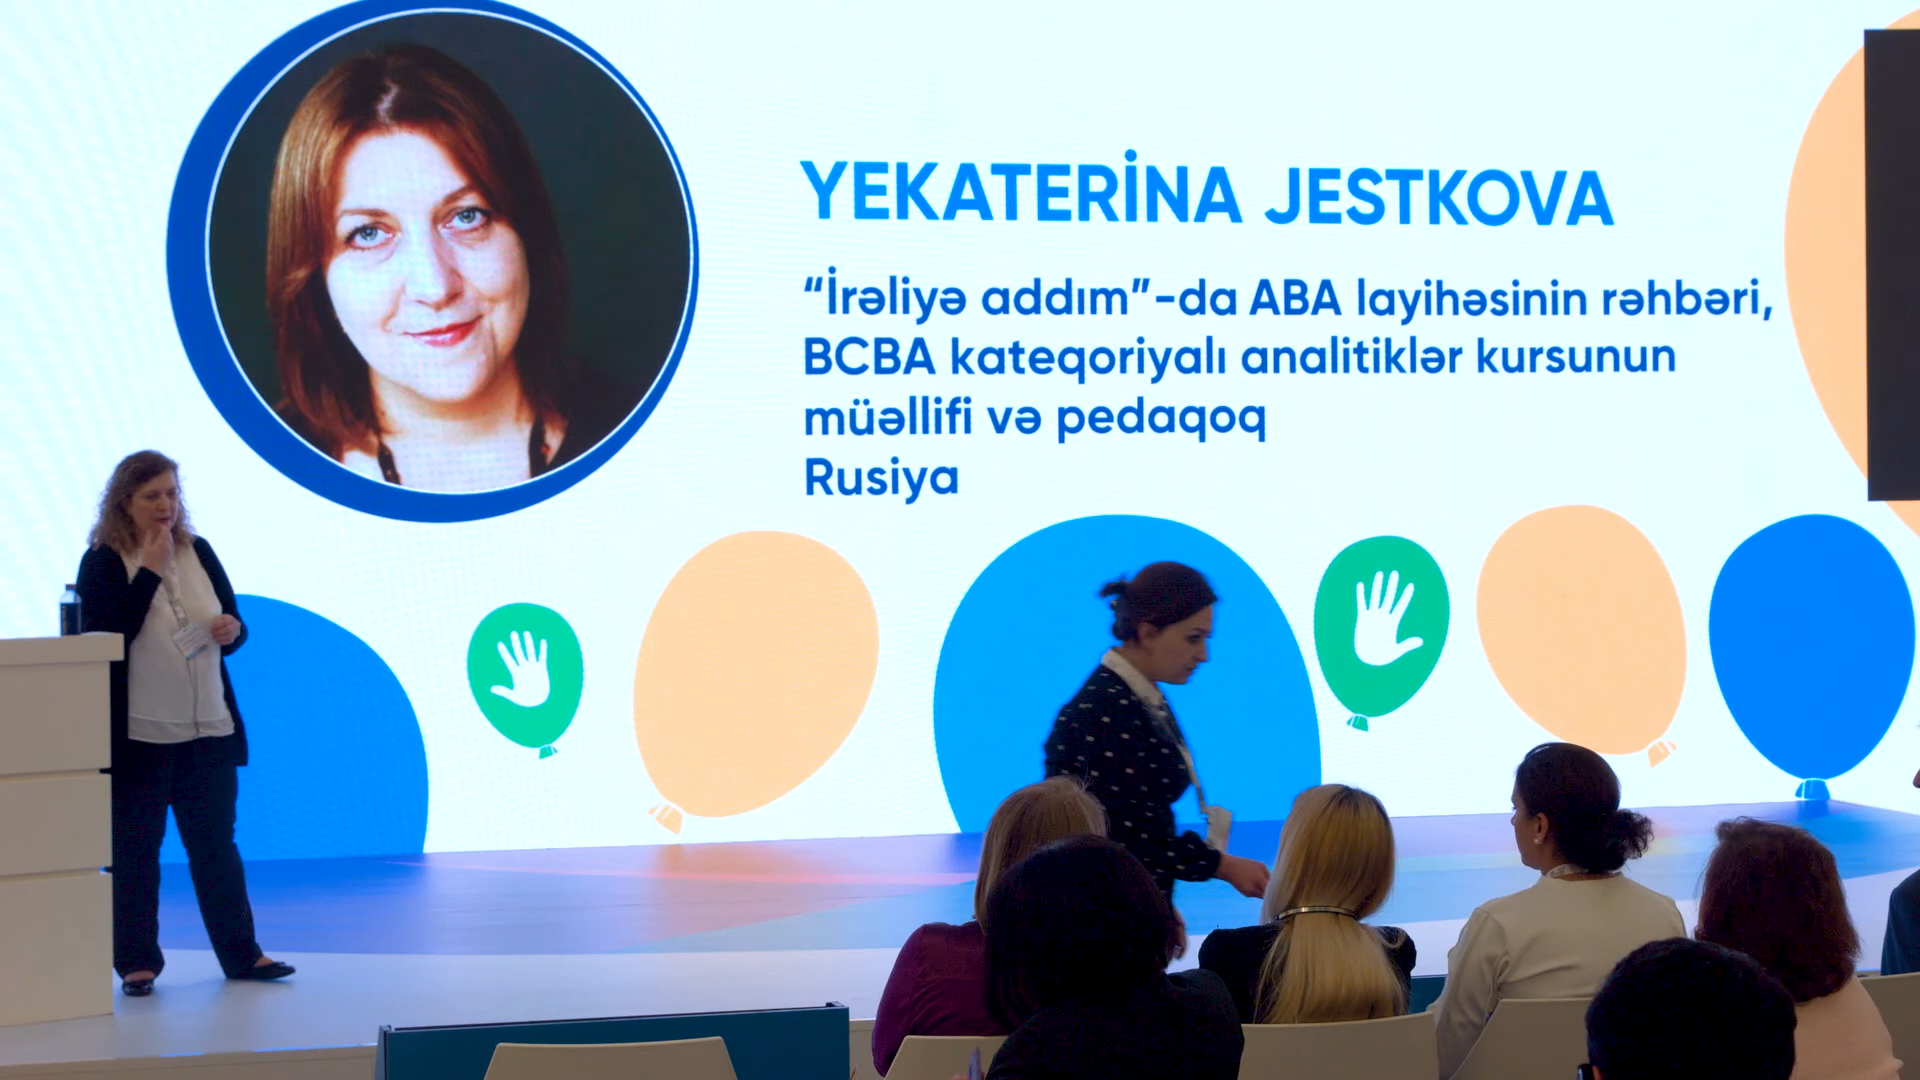 YEKATERİNA JESTKOVA
“İrəliyə addım”-da ABA layihəsinin rəhbəri,
BCBA kateqoriyalı analitiklər kursunun
müəllifi və pedaqoq
Rusiya